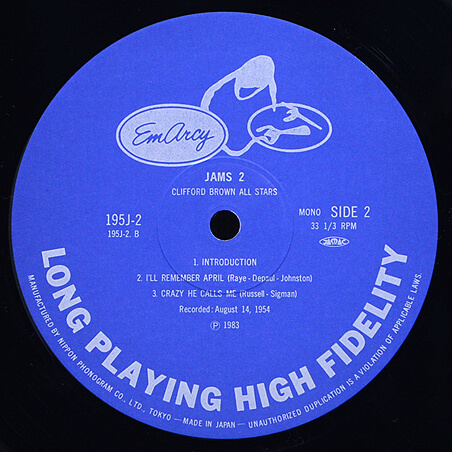 EmArcy
JAMS 2
CLIFFORD BROWN ALL STARS
195J-2
195J-2. B
MONO SIDE 2
33 1/3 RPM
1. INTRODUCTION
2. I'LL REMEMBER APRIL (Raye-Depaul-Johnston)
3. CRAZY HE CALLS ME (Russell-Sigman)
Recorded: August 14, 1954
Ⓟ 1983
LONG PLAYING HIGH FIDELITY
MANUFACTURED BY NIPPON PHONOGRAM CO., LTD., TOKYO — MADE IN JAPAN — UNAUTHORIZED DUPLICATION IS A VIOLATION OF APPLICABLE LAWS.